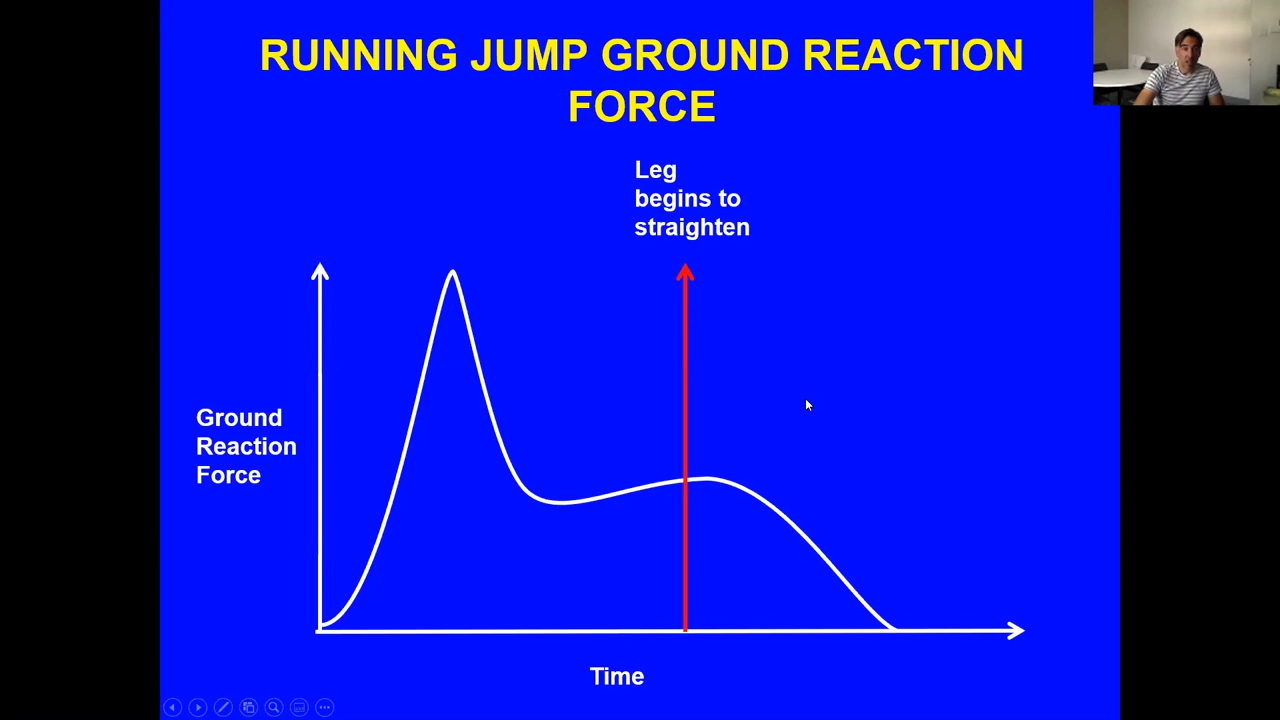 RUNNING JUMP GROUND REACTION
FORCE
Leg
begins to
straighten
Ground
Reaction
Force
Time